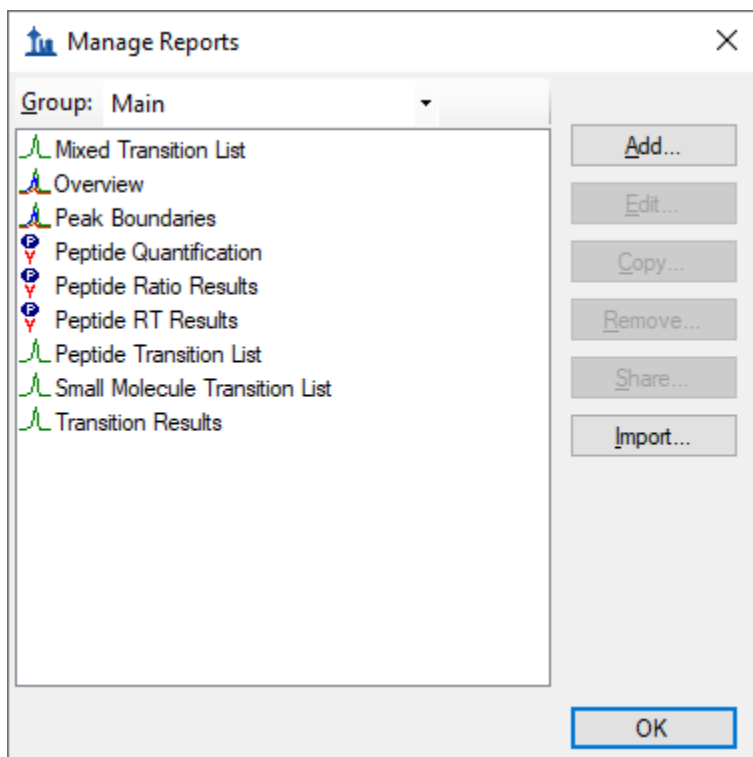 Manage Reports
Group: Main
Mixed Transition List
Overview
Peak Boundaries
Peptide Quantification
Peptide Ratio Results
Peptide RT Results
Peptide Transition List
Small Molecule Transition List
Transition Results
Add...
Edit...
Copy...
Remove...
Share...
Import...
OK